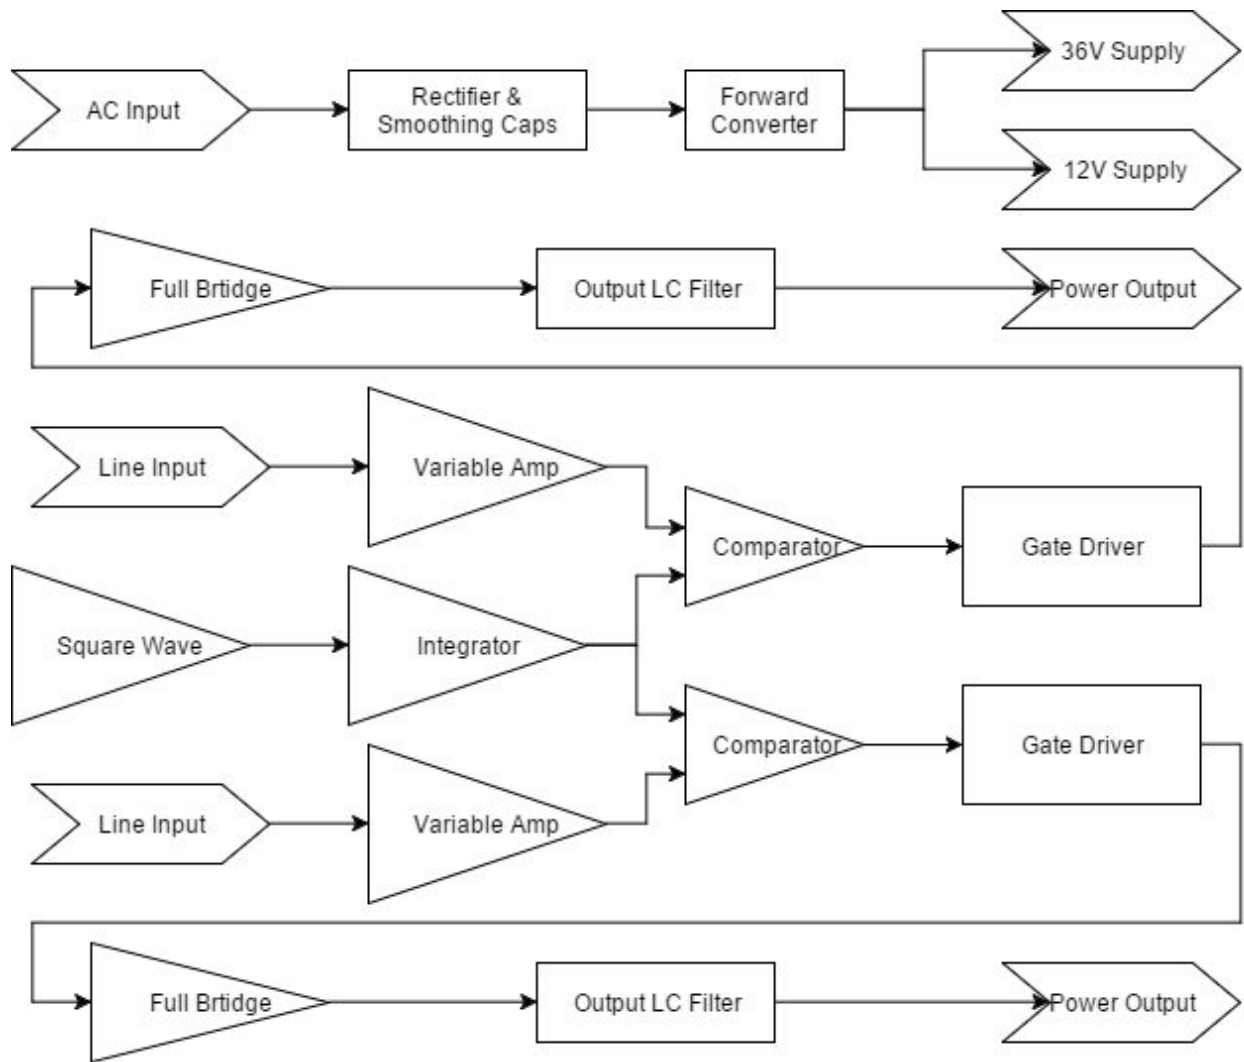 36V Supply
AC Input
Rectifier &
Smoothing Caps
Forward
Converter
12V Supply
Full Brtidge
Output LC Filter
Power Output
Line Input
Variable Amp
Comparator
Gate Driver
Square Wave
Integrator
Comparator
Gate Driver
Line Input
Variable Amp
Full Brtidge
Output LC Filter
Power Output